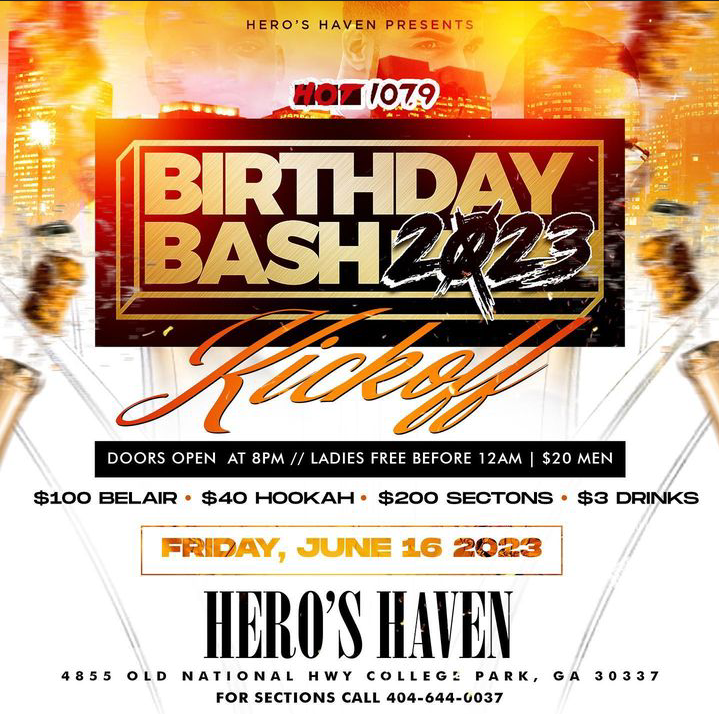 HERO'S HAVEN PRESENTS
HOT 1079
BIRTHDAY
BASH 2023
Kickoff
DOORS OPEN AT 8PM // LADIES FREE BEFORE 12AM | $20 MEN
$100 BELAIR • $40 HOOKAH • $200 SECTONS • $3 DRINKS
FRIDAY, JUNE 16 2023
HERO'S HAVEN
4855 OLD NATIONAL HWY COLLEGE PARK, GA 30337
FOR SECTIONS CALL 404-644-0037